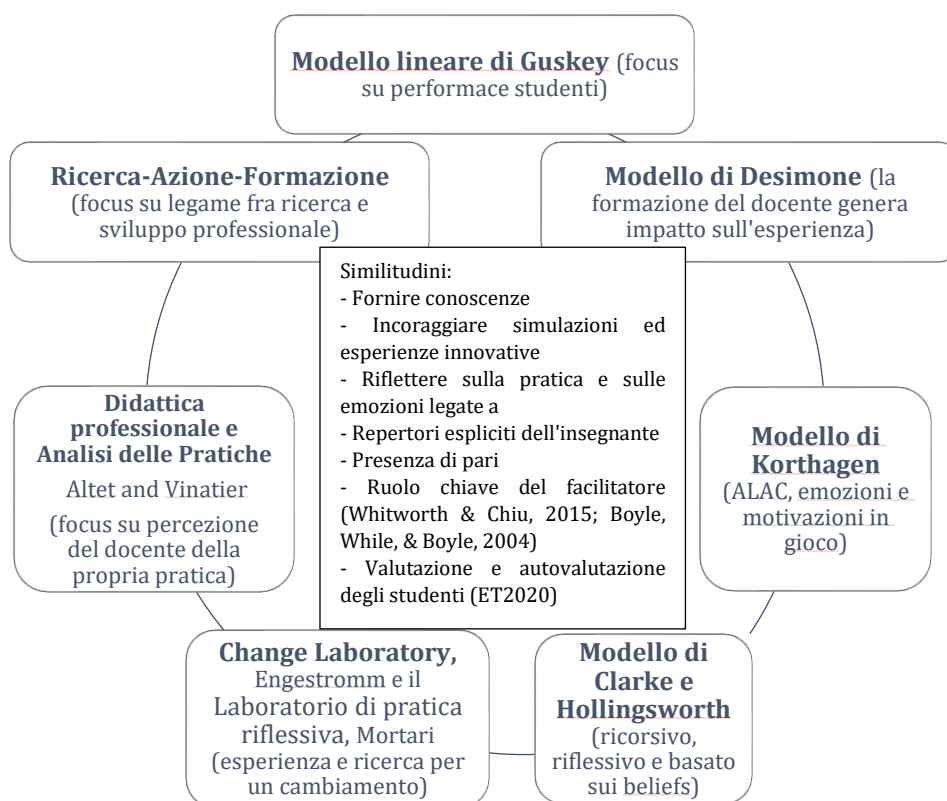 Modello lineare di Guskey (focus
su performace studenti)
Ricerca-Azione-Formazione
(focus su legame fra ricerca e
sviluppo professionale)
Modello di Desimone (la
formazione del docente genera
impatto sull'esperienza)
Similitudini:
- Fornire conoscenze
- Incoraggiare simulazioni ed
esperienze innovative
- Riflettere sulla pratica e sulle
emozioni legate a
- Repertori espliciti dell'insegnante
- Presenza di pari
- Ruolo chiave del facilitatore
(Whitworth & Chiu, 2015; Boyle,
While, & Boyle, 2004)
- Valutazione e autovalutazione
degli studenti (ET2020)
Didattica
professionale e
Analisi delle Pratiche
Altet and Vinatier
(focus su percezione
del docente della
propria pratica)
Modello di
Korthagen
(ALAC, emozioni e
motivazioni in
gioco)
Change Laboratory,
Engestromm e il
Laboratorio di pratica
riflessiva, Mortari
(esperienza e ricerca per
un cambiamento)
Modello di
Clarke e
Hollingsworth
(ricorsivo,
riflessivo e basato
sui beliefs)